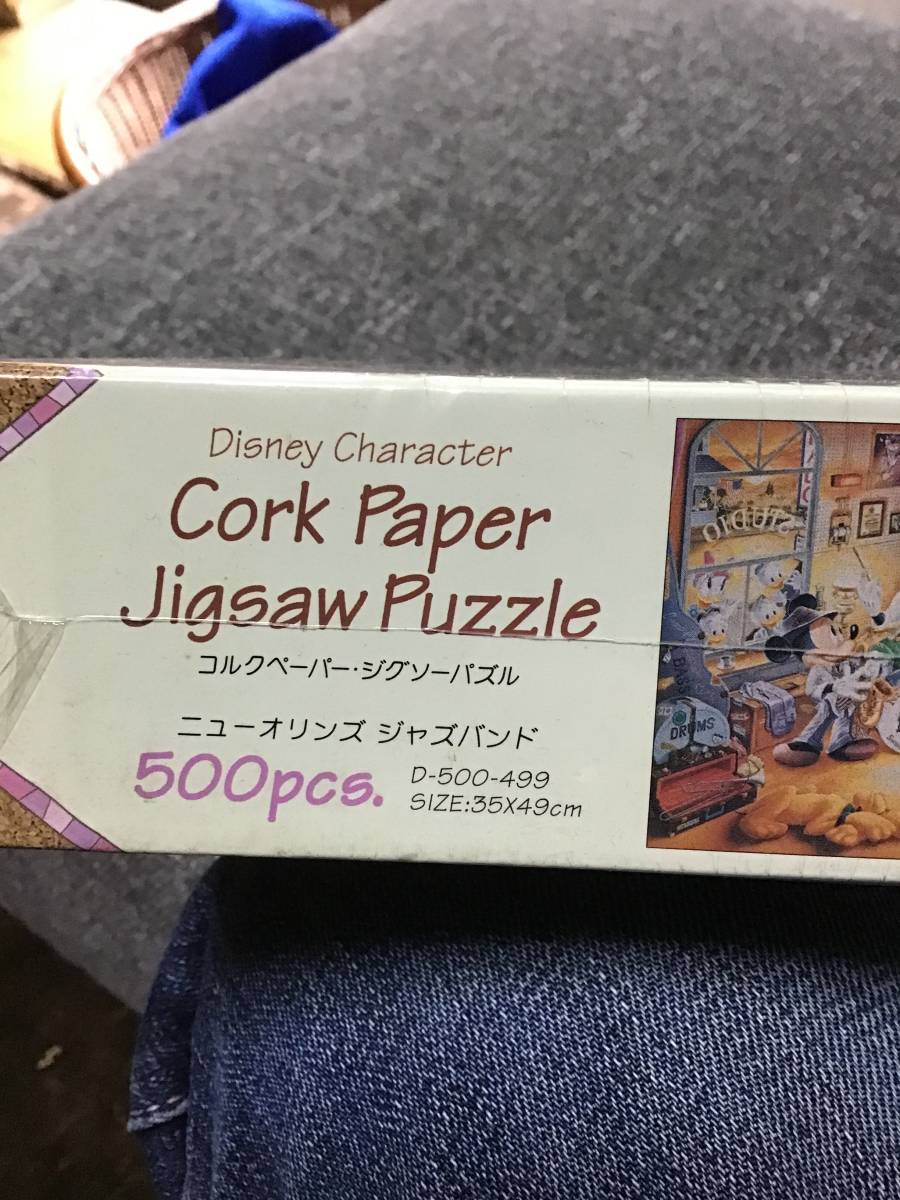 Disney Character
Cork Paper
Jigsaw Puzzle
コルクペーパー・ジグソーパズル
ニューオリンズ ジャズバンド
500pcs.
D-500-499
SIZE:35X49cm
STUDIO
BASS
DRUMS